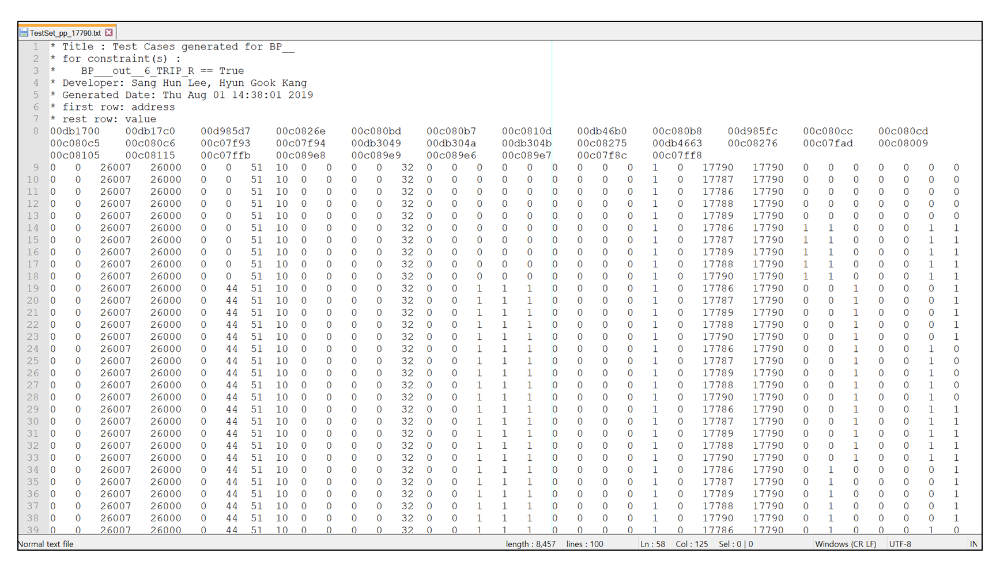 TestSet_pp_17790.txt
1 * Title : Test Cases generated for BP__
2 * for constraint(s) :
3 * BP___out__6_TRIP_R == True
4 * Developer: Sang Hun Lee, Hyun Gook Kang
5 * Generated Date: Thu Aug 01 14:38:01 2019
6 * first row: address
7 * rest row: value
8 00db1700 00db17c0 00d985d7 00c0826e 00c080bd 00c080b7 00c0810d 00db46b0 00c080b8 00d985fc 00c080cc 00c080cd
00c080c5 00c080c6 00c07f93 00c07f94 00db3049 00db304a 00db304b 00c08275 00db4663 00c08276 00c07fad 00c08009
00c08105 00c08115 00c07ffb 00c089e8 00c089e9 00c089e6 00c089e7 00c07f8c 00c07ff8
9 0 0 26007 26000 0 0 51 10 0 0 0 0 32 0 0 0 0 0 0 0 0 0 1 0 17790 17790 0 0 0 0 0 0 0
10 0 0 26007 26000 0 0 51 10 0 0 0 0 32 0 0 0 0 0 0 0 0 0 1 0 17787 17790 0 0 0 0 0 0 0
11 0 0 26007 26000 0 0 51 10 0 0 0 0 32 0 0 0 0 0 0 0 0 0 1 0 17786 17790 0 0 0 0 0 0 0
12 0 0 26007 26000 0 0 51 10 0 0 0 0 32 0 0 0 0 0 0 0 0 0 1 0 17788 17790 0 0 0 0 0 0 0
13 0 0 26007 26000 0 0 51 10 0 0 0 0 32 0 0 0 0 0 0 0 0 0 1 0 17789 17790 0 0 0 0 0 0 0
14 0 0 26007 26000 0 0 51 10 0 0 0 0 32 0 0 0 0 0 0 0 0 0 1 0 17786 17790 1 1 0 0 0 1 1
15 0 0 26007 26000 0 0 51 10 0 0 0 0 32 0 0 0 0 0 0 0 0 0 1 0 17787 17790 1 1 0 0 0 1 1
16 0 0 26007 26000 0 0 51 10 0 0 0 0 32 0 0 0 0 0 0 0 0 0 1 0 17789 17790 1 1 0 0 0 1 1
17 0 0 26007 26000 0 0 51 10 0 0 0 0 32 0 0 0 0 0 0 0 0 0 1 0 17788 17790 1 1 0 0 0 1 1
18 0 0 26007 26000 0 0 51 10 0 0 0 0 32 0 0 0 0 0 0 0 0 0 1 0 17790 17790 1 1 0 0 0 1 1
19 0 0 26007 26000 0 44 51 10 0 0 0 0 32 0 0 1 1 1 0 0 0 0 1 0 17786 17790 0 0 1 0 0 0 1
20 0 0 26007 26000 0 44 51 10 0 0 0 0 32 0 0 1 1 1 0 0 0 0 1 0 17787 17790 0 0 1 0 0 0 1
21 0 0 26007 26000 0 44 51 10 0 0 0 0 32 0 0 1 1 1 0 0 0 0 1 0 17789 17790 0 0 1 0 0 0 1
22 0 0 26007 26000 0 44 51 10 0 0 0 0 32 0 0 1 1 1 0 0 0 0 1 0 17788 17790 0 0 1 0 0 0 1
23 0 0 26007 26000 0 44 51 10 0 0 0 0 32 0 0 1 1 1 0 0 0 0 1 0 17790 17790 0 0 1 0 0 0 1
24 0 0 26007 26000 0 44 51 10 0 0 0 0 32 0 0 1 1 1 0 0 0 0 1 0 17786 17790 0 0 1 0 0 1 0
25 0 0 26007 26000 0 44 51 10 0 0 0 0 32 0 0 1 1 1 0 0 0 0 1 0 17787 17790 0 0 1 0 0 1 0
26 0 0 26007 26000 0 44 51 10 0 0 0 0 32 0 0 1 1 1 0 0 0 0 1 0 17789 17790 0 0 1 0 0 1 0
27 0 0 26007 26000 0 44 51 10 0 0 0 0 32 0 0 1 1 1 0 0 0 0 1 0 17788 17790 0 0 1 0 0 1 0
28 0 0 26007 26000 0 44 51 10 0 0 0 0 32 0 0 1 1 1 0 0 0 0 1 0 17790 17790 0 0 1 0 0 1 0
29 0 0 26007 26000 0 44 51 10 0 0 0 0 32 0 0 1 1 1 0 0 0 0 1 0 17786 17790 0 0 1 0 0 1 1
30 0 0 26007 26000 0 44 51 10 0 0 0 0 32 0 0 1 1 1 0 0 0 0 1 0 17787 17790 0 0 1 0 0 1 1
31 0 0 26007 26000 0 44 51 10 0 0 0 0 32 0 0 1 1 1 0 0 0 0 1 0 17789 17790 0 0 1 0 0 1 1
32 0 0 26007 26000 0 44 51 10 0 0 0 0 32 0 0 1 1 1 0 0 0 0 1 0 17788 17790 0 0 1 0 0 1 1
33 0 0 26007 26000 0 44 51 10 0 0 0 0 32 0 0 1 1 1 0 0 0 0 1 0 17790 17790 0 0 1 0 0 1 1
34 0 0 26007 26000 0 44 51 10 0 0 0 0 32 0 0 1 1 1 0 0 0 0 1 0 17786 17790 0 1 0 0 0 0 1
35 0 0 26007 26000 0 44 51 10 0 0 0 0 32 0 0 1 1 1 0 0 0 0 1 0 17787 17790 0 1 0 0 0 0 1
36 0 0 26007 26000 0 44 51 10 0 0 0 0 32 0 0 1 1 1 0 0 0 0 1 0 17789 17790 0 1 0 0 0 0 1
37 0 0 26007 26000 0 44 51 10 0 0 0 0 32 0 0 1 1 1 0 0 0 0 1 0 17788 17790 0 1 0 0 0 0 1
38 0 0 26007 26000 0 44 51 10 0 0 0 0 32 0 0 1 1 1 0 0 0 0 1 0 17790 17790 0 1 0 0 0 0 1
39 0 0 26007 26000 0 44 51 10 0 0 0 0 32 0 0 1 1 1 0 0 0 0 1 0 17786 17790 0 1 0 0 0 1 0
Normal text file length : 8,457 lines : 100 Ln : 58 Col : 125 Sel : 0 | 0 Windows (CR LF) UTF-8 IN